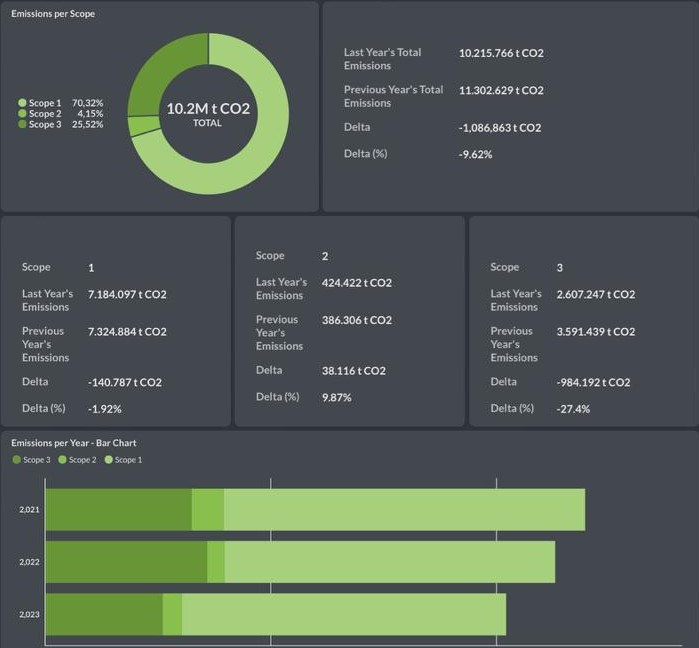 Emissions per Scope
Scope 1 70,32%
Scope 2 4,15%
Scope 3 25,52%
10.2M t CO2
TOTAL
Last Year's Total
Emissions
10.215.766 t CO2
Previous Year's Total
Emissions
11.302.629 t CO2
Delta -1,086,863 t CO2
Delta (%) -9.62%
Scope 1
Last Year's
Emissions
7.184.097 t CO2
Previous
Year's
Emissions
7.324,884 t CO2
Delta -140.787 t CO2
Delta (%) -1.92%
Scope 2
Last Year's
Emissions
424.422 t CO2
Previous
Year's
Emissions
386.306 t CO2
Delta 38.116 t CO2
Delta (%) 9.87%
Scope 3
Last Year's
Emissions
2.607.247 t CO2
Previous
Year's
Emissions
3.591.439 t CO2
Delta -984.192 t CO2
Delta (%) -27.4%
Emissions per Year - Bar Chart
Scope 3 Scope 2 Scope 1
2,021
2,022
2,023